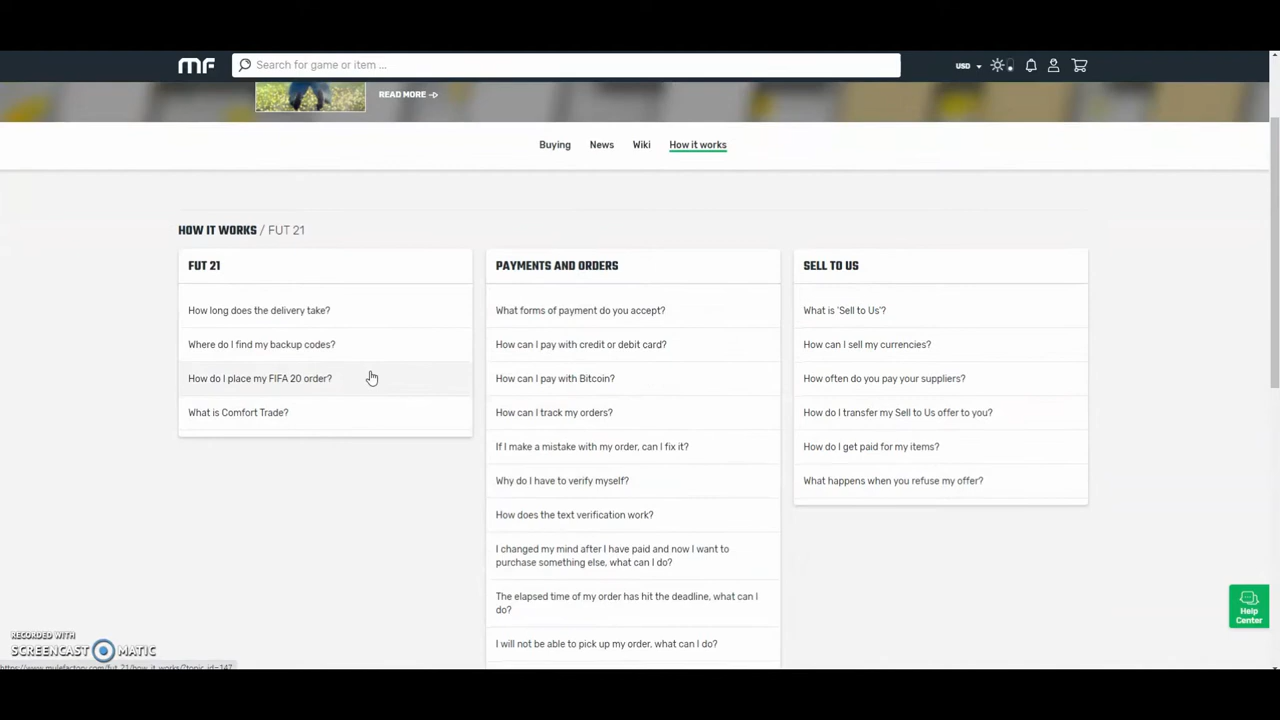 MF
Search for game or item ...
USD
READ MORE
Buying
News
Wiki
How it works
HOW IT WORKS / FUT 21
FUT 21
How long does the delivery take?
Where do I find my backup codes?
How do I place my FIFA 20 order?
What is Comfort Trade?
PAYMENTS AND ORDERS
What forms of payment do you accept?
How can I pay with credit or debit card?
How can I pay with Bitcoin?
How can I track my orders?
If I make a mistake with my order, can I fix it?
Why do I have to verify myself?
How does the text verification work?
I changed my mind after I have paid and now I want to
purchase something else, what can I do?
The elapsed time of my order has hit the deadline, what can I
do?
I will not be able to pick up my order, what can I do?
SELL TO US
What is 'Sell to Us'?
How can I sell my currencies?
How often do you pay your suppliers?
How do I transfer my Sell to Us offer to you?
How do I get paid for my items?
What happens when you refuse my offer?
Help
Center
RECORDED WITH
SCREENCAST MATIC
https://www.mulefactory.com/fut_21/how_it_works?topic_id=147